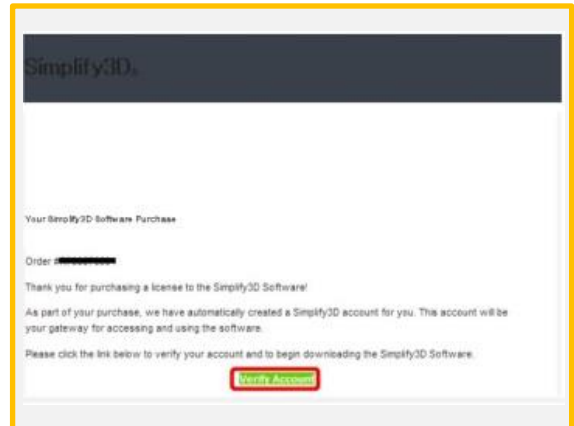 Simplify3D.
Your Simplify3D Software Purchase
Order #
Thank you for purchasing a license to the Simplify3D Software!
As part of your purchase, we have automatically created a Simplify3D account for you. This account will be
your gateway for accessing and using the software.
Please click the link below to verify your account and to begin downloading the Simplify3D Software.
Verify Account